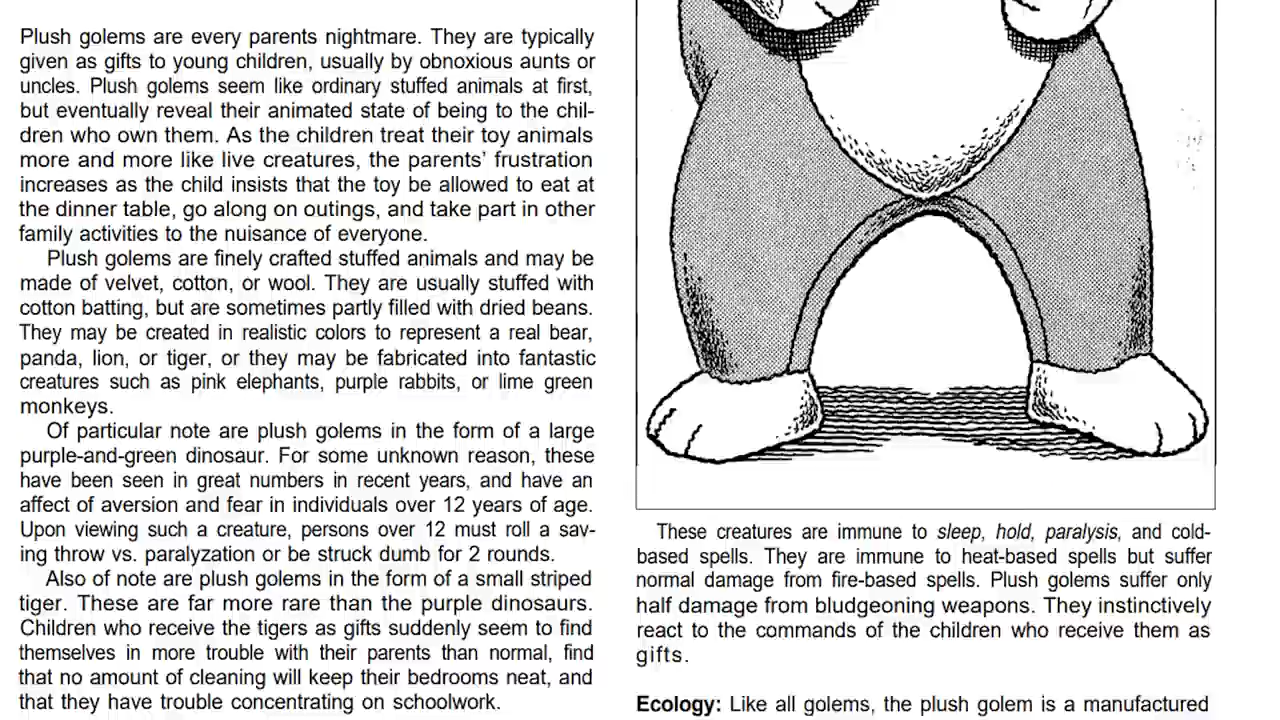 Plush golems are every parents nightmare. They are typically
given as gifts to young children, usually by obnoxious aunts or
uncles. Plush golems seem like ordinary stuffed animals at first,
but eventually reveal their animated state of being to the chil-
dren who own them. As the children treat their toy animals
more and more like live creatures, the parents' frustration
increases as the child insists that the toy be allowed to eat at
the dinner table, go along on outings, and take part in other
family activities to the nuisance of everyone.
Plush golems are finely crafted stuffed animals and may be
made of velvet, cotton, or wool. They are usually stuffed with
cotton batting, but are sometimes partly filled with dried beans.
They may be created in realistic colors to represent a real bear,
panda, lion, or tiger, or they may be fabricated into fantastic
creatures such as pink elephants, purple rabbits, or lime green
monkeys.
Of particular note are plush golems in the form of a large
purple-and-green dinosaur. For some unknown reason, these
have been seen in great numbers in recent years, and have an
affect of aversion and fear in individuals over 12 years of age.
Upon viewing such a creature, persons over 12 must roll a sav-
ing throw vs. paralyzation or be struck dumb for 2 rounds.
Also of note are plush golems in the form of a small striped
tiger. These are far more rare than the purple dinosaurs.
Children who receive the tigers as gifts suddenly seem to find
themselves in more trouble with their parents than normal, find
that no amount of cleaning will keep their bedrooms neat, and
that they have trouble concentrating on schoolwork.
These creatures are immune to sleep, hold, paralysis, and cold-
based spells. They are immune to heat-based spells but suffer
normal damage from fire-based spells. Plush golems suffer only
half damage from bludgeoning weapons. They instinctively
react to the commands of the children who receive them as
gifts.
Ecology: Like all golems, the plush golem is a manufactured